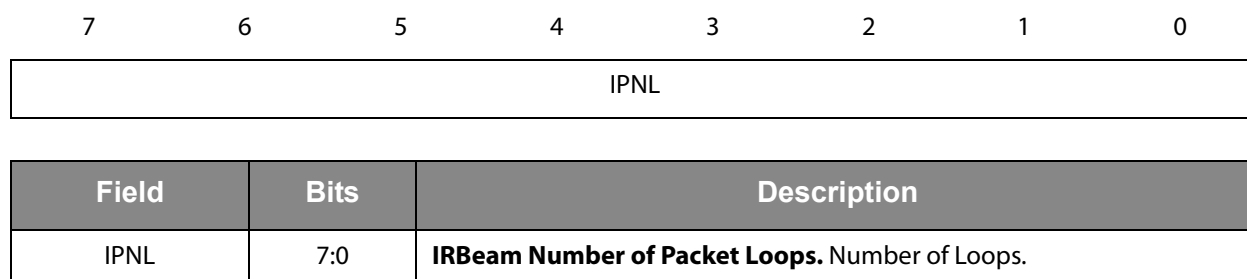 7 6 5 4 3 2 1 0
IPNL
Field Bits Description
IPNL 7:0 IRBeam Number of Packet Loops. Number of Loops.